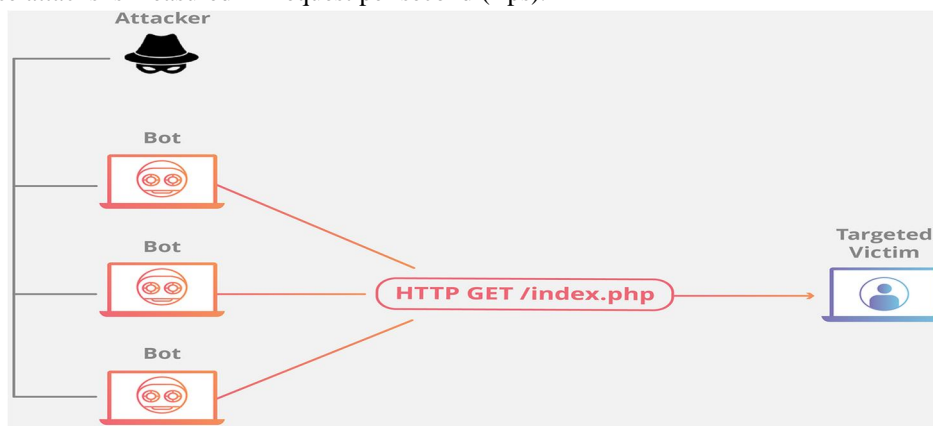 Attacker
Bot
Bot
HTTP GET /index.php
Targeted
Victim
Bot